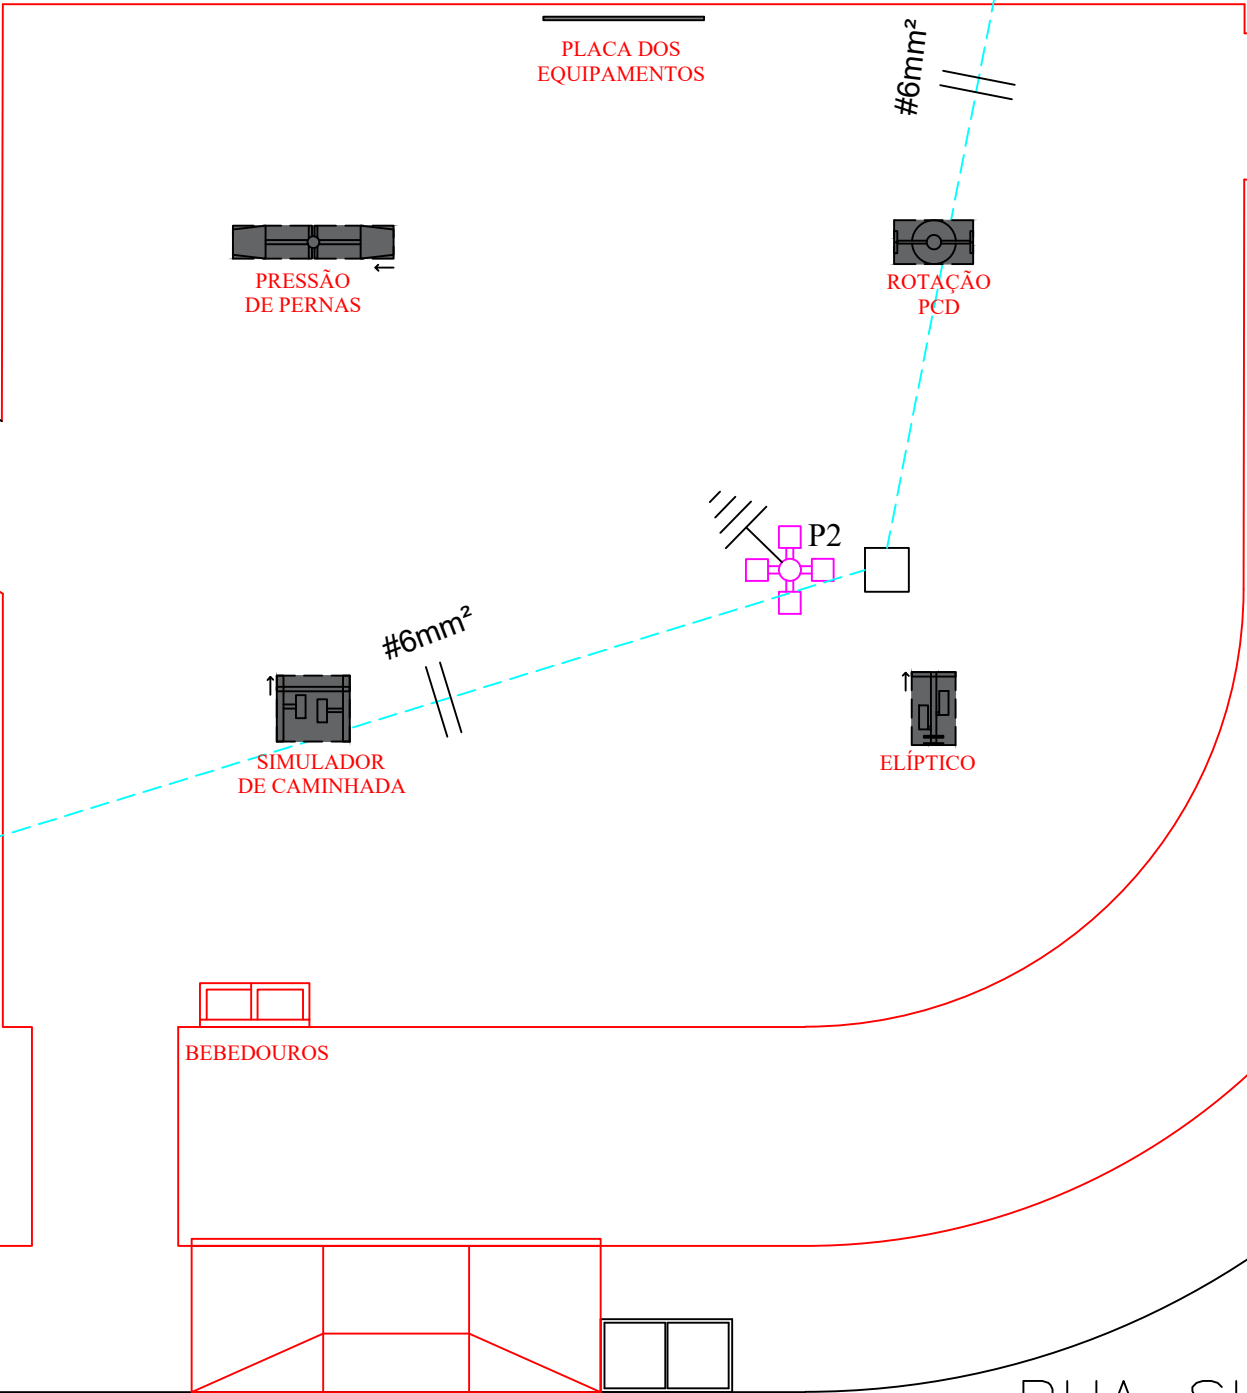 PLACA DOS
EQUIPAMENTOS
#6mm²
PRESSÃO
DE PERNAS
ROTAÇÃO
PCD
P2
#6mm²
SIMULADOR
DE CAMINHADA
ELÍPTICO
BEBEDOUROS